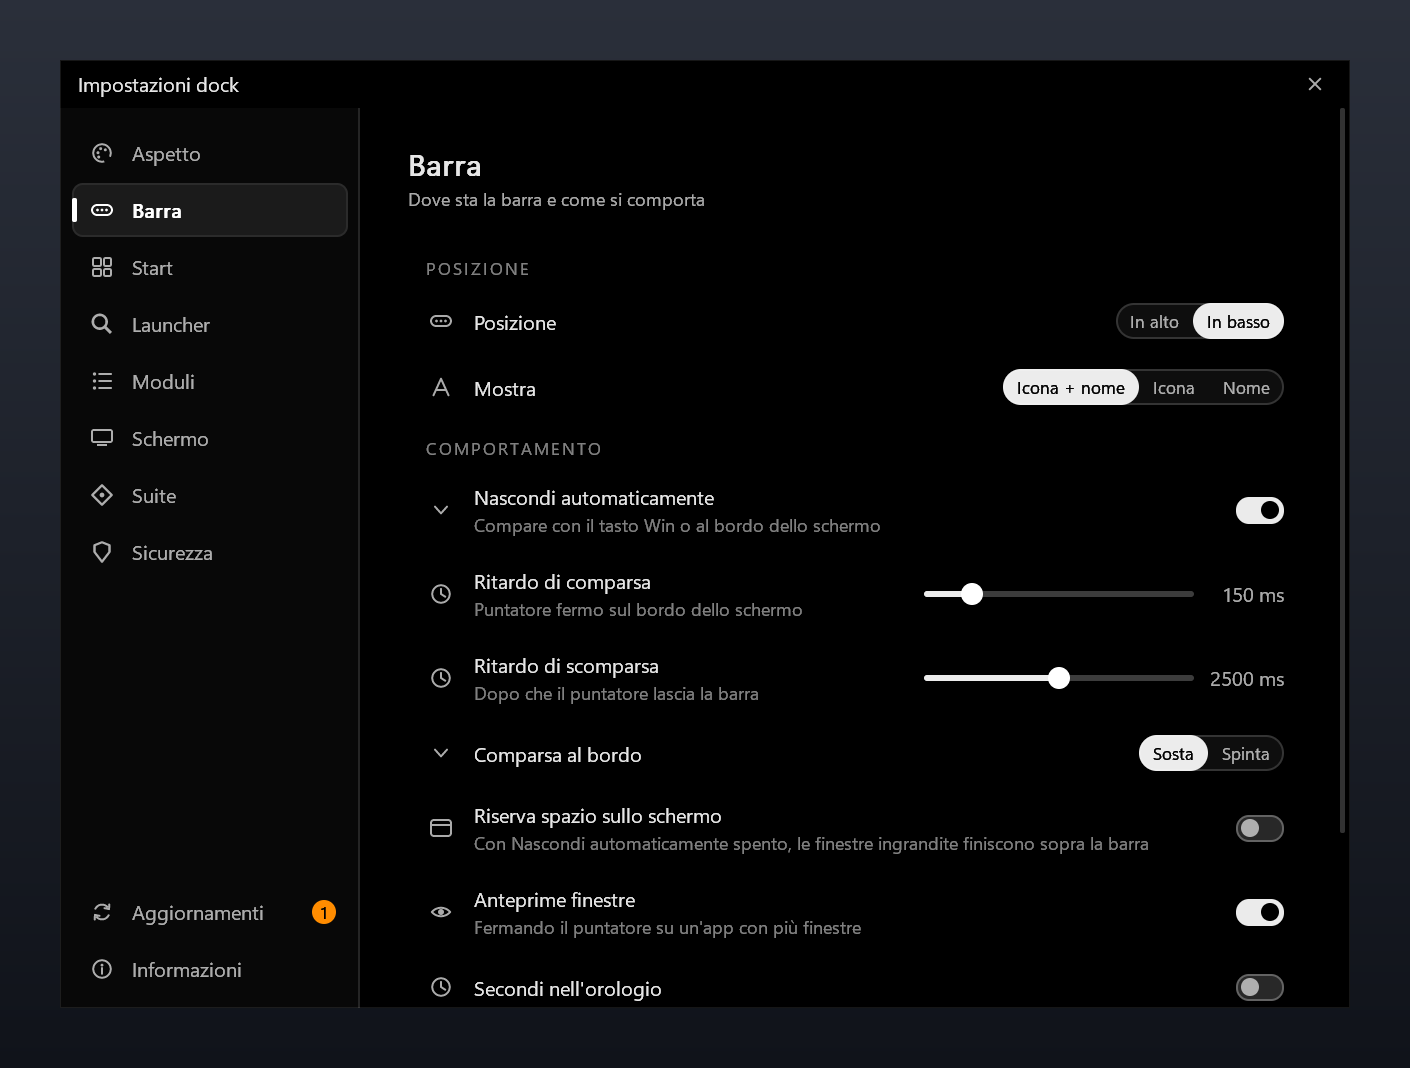 Impostazioni dock
Aspetto
Barra
Start
Launcher
Moduli
Schermo
Suite
Sicurezza
Aggiornamenti 1
Informazioni
Barra
Dove sta la barra e come si comporta
POSIZIONE
Posizione In alto In basso
Mostra Icona + nome Icona Nome
COMPORTAMENTO
Nascondi automaticamente
Compare con il tasto Win o al bordo dello schermo
Ritardo di comparsa
Puntatore fermo sul bordo dello schermo
150 ms
Ritardo di scomparsa
Dopo che il puntatore lascia la barra
2500 ms
Comparsa al bordo Sosta Spinta
Riserva spazio sullo schermo
Con Nascondi automaticamente spento, le finestre ingrandite finiscono sopra la barra
Anteprime finestre
Fermando il puntatore su un'app con più finestre
Secondi nell'orologio